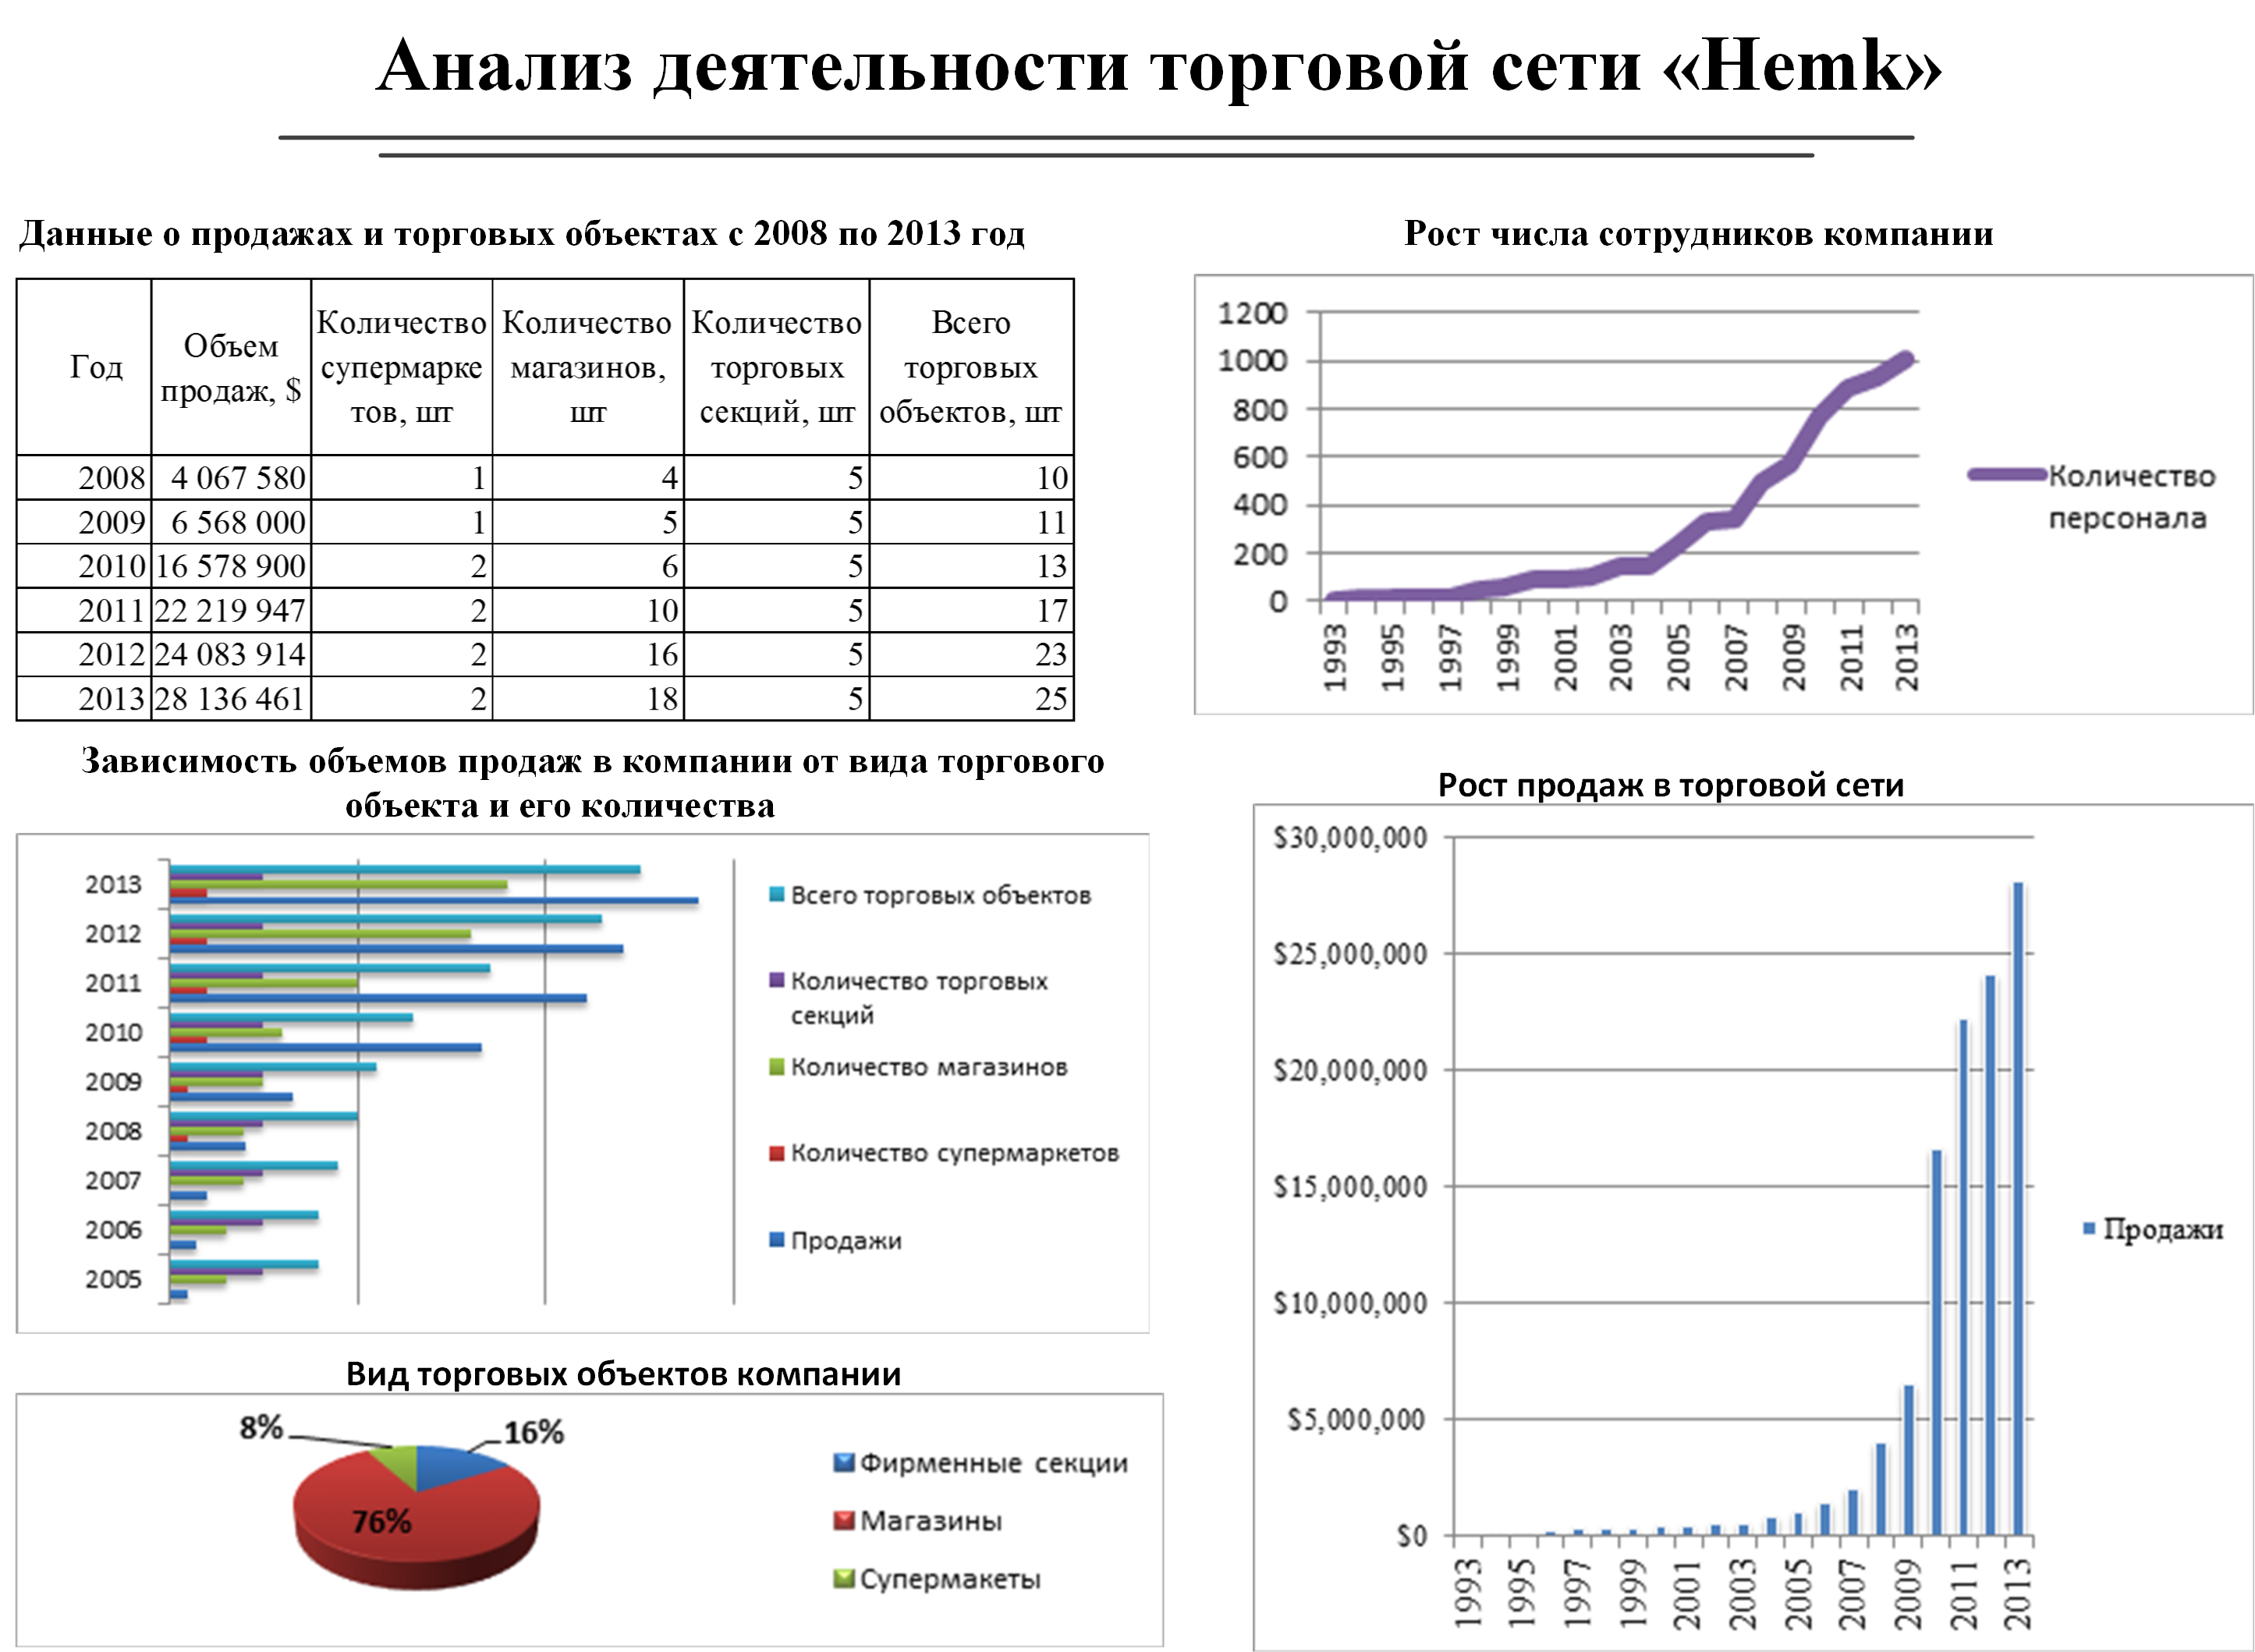 Анализ деятельности торговой сети «Hemk»
Данные о продажах и торговых объектах с 2008 по 2013 год
Год
Объем
продаж, $
Количество
супермарке
тов, шт
Количество
магазинов,
шт
Количество
торговых
секций, шт
Всего
торговых
объектов, шт
2008 4 067 580 1 4 5 10
2009 6 568 000 1 5 5 11
2010 16 578 900 2 6 5 13
2011 22 219 947 2 10 5 17
2012 24 083 914 2 16 5 23
2013 28 136 461 2 18 5 25
Рост числа сотрудников компании
1200
1000
800
600
400
200
0
1993 1995 1997 1999 2001 2003 2005 2007 2009 2011 2013
Количество
персонала
Зависимость объемов продаж в компании от вида торгового
объекта и его количества
2013
2012
2011
2010
2009
2008
2007
2006
2005
Всего торговых объектов
Количество торговых
секций
Количество магазинов
Количество супермаркетов
Продажи
Рост продаж в торговой сети
$30,000,000
$25,000,000
$20,000,000
$15,000,000
$10,000,000
$5,000,000
$0
1993 1995 1997 1999 2001 2003 2005 2007 2009 2011 2013
Продажи
Вид торговых объектов компании
8%
16%
76%
Фирменные секции
Магазины
Супермакеты